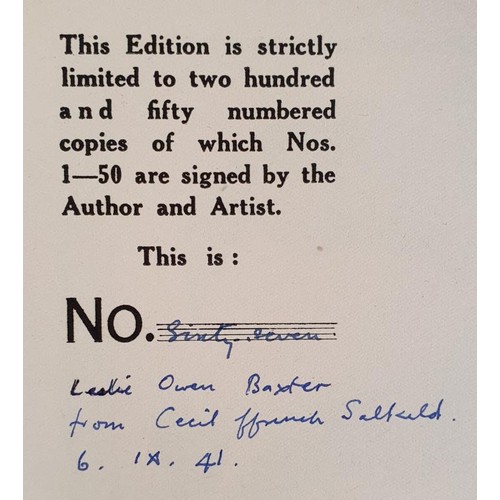 This Edition is strictly
limited to two hundred
and fifty numbered
copies of which Nos.
1—50 are signed by the
Author and Artist.
This is :
No. Sixty-seven
Leslie Owen Baxter
from Cecil ffrench Salkeld.
6. IX. 41.